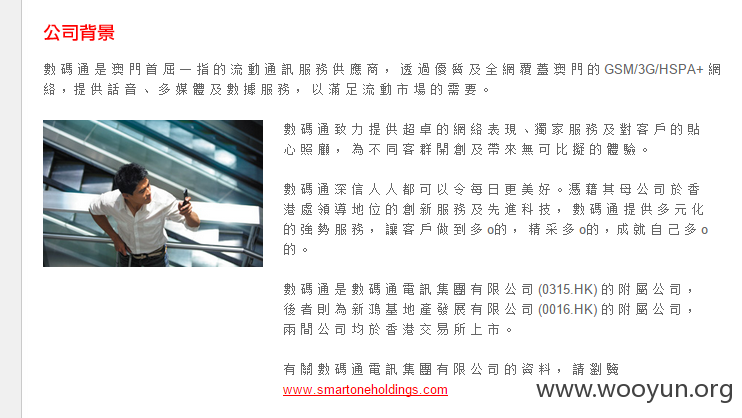 公司背景
數碼通是澳門首屈一指的流動通訊服務供應商，透過優質及全網覆蓋澳門的GSM/3G/HSPA+網
絡，提供話音、多媒體及數據服務，以滿足流動市場的需要。
數碼通致力提供超卓的網絡表現、獨家服務及對客戶的貼
心照顧，為不同客群開創及帶來無可比擬的體驗。
數碼通深信人人都可以令每日更美好。憑藉其母公司於香
港處領導地位的創新服務及先進科技，數碼通提供多元化
的強勢服務，讓客戶做到多o的，精采多o的，成就自己多o
的。
數碼通是數碼通電訊集團有限公司(0315.HK)的附屬公司，
後者則為新鴻基地產發展有限公司(0016.HK)的附屬公司，
兩間公司均於香港交易所上市。
有關數碼通電訊集團有限公司的資料，請瀏覽
www.smartoneholdings.com
www.wooyun.org